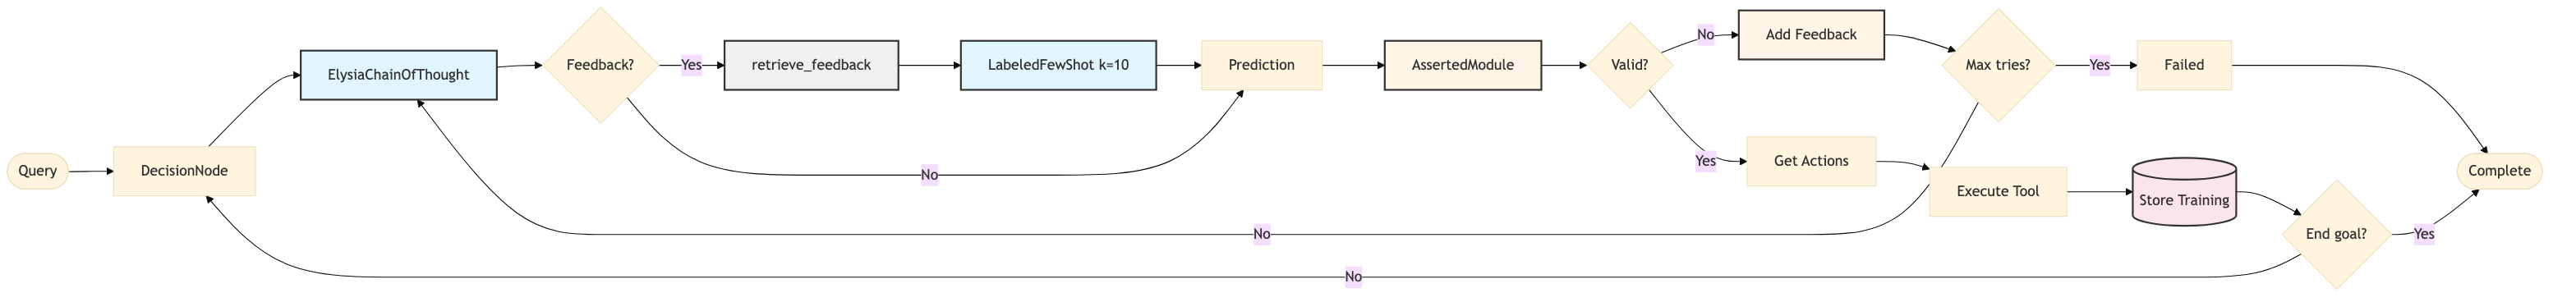 Query
DecisionNode
ElysiaChainOfThought
Feedback?
Yes
retrieve_feedback
LabeledFewShot k=10
No
Prediction
AssertedModule
Valid?
No
Add Feedback
Max tries?
Yes
Failed
Yes
Get Actions
Execute Tool
Store Training
End goal?
Yes
Complete
No
No